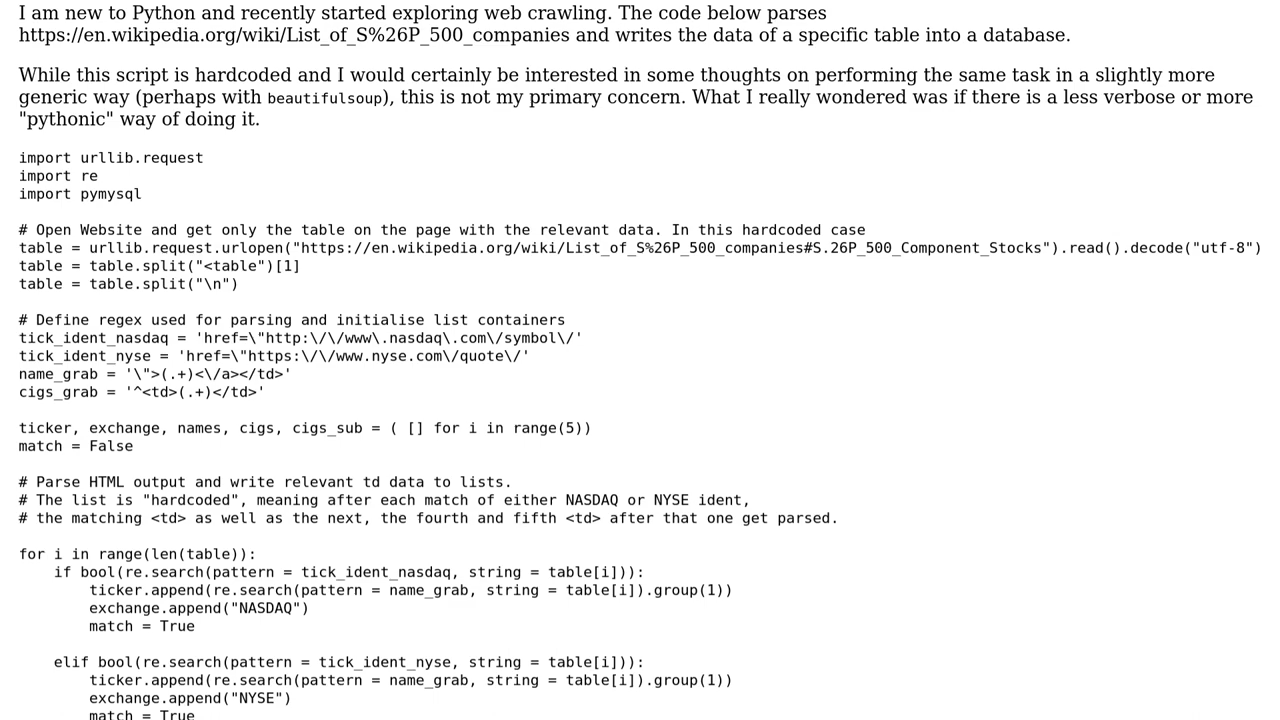 I am new to Python and recently started exploring web crawling. The code below parses
https://en.wikipedia.org/wiki/List_of_S%26P_500_companies and writes the data of a specific table into a database.
While this script is hardcoded and I would certainly be interested in some thoughts on performing the same task in a slightly more
generic way (perhaps with beautifulsoup), this is not my primary concern. What I really wondered was if there is a less verbose or more
"pythonic" way of doing it.
import urllib.request
import re
import pymysql
# Open Website and get only the table on the page with the relevant data. In this hardcoded case
table = urllib.request.urlopen("https://en.wikipedia.org/wiki/List_of_S%26P_500_companies#S.26P_500_Component_Stocks").read().decode("utf-8")
table = table.split("<table")[1]
table = table.split("\n")
# Define regex used for parsing and initialise list containers
tick_ident_nasdaq = 'href=\"http:\/\/www\.nasdaq\.com\/symbol\/'
tick_ident_nyse = 'href=\"https:\/\/www.nyse.com\/quote\/'
name_grab = '\">(.+)<\/a></td>'
cigs_grab = '^<td>(.+)</td>'
ticker, exchange, names, cigs, cigs_sub = ( [] for i in range(5))
match = False
# Parse HTML output and write relevant td data to lists.
# The list is "hardcoded", meaning after each match of either NASDAQ or NYSE ident,
# the matching <td> as well as the next, the fourth and fifth <td> after that one get parsed.
for i in range(len(table)):
    if bool(re.search(pattern = tick_ident_nasdaq, string = table[i])):
        ticker.append(re.search(pattern = name_grab, string = table[i]).group(1))
        exchange.append("NASDAQ")
        match = True
    elif bool(re.search(pattern = tick_ident_nyse, string = table[i])):
        ticker.append(re.search(pattern = name_grab, string = table[i]).group(1))
        exchange.append("NYSE")
        match = True